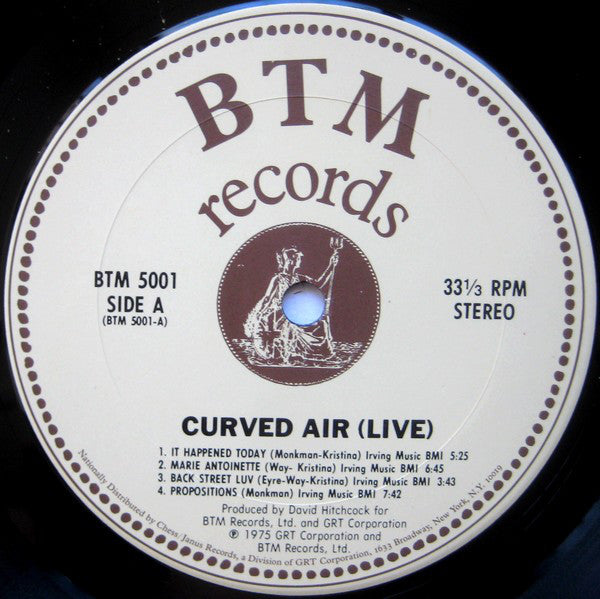 BTM
records
BTM 5001
SIDE A
(BTM 5001-A)
33⅓ RPM
STEREO
CURVED AIR (LIVE)
1. IT HAPPENED TODAY (Monkman-Kristina) Irving Music BMI 5:25
2. MARIE ANTOINETTE (Way- Kristina) Irving Music BMI 6:45
3. BACK STREET LUV (Eyre-Way-Kristina) Irving Music BMI 3:43
4. PROPOSITIONS (Monkman) Irving Music BMI 7:42
Produced by David Hitchcock for
BTM Records, Ltd. and GRT Corporation
℗ 1975 GRT Corporation and
BTM Records, Ltd.
Nationally Distributed by Chess/Janus Records, a Division of GRT Corporation, 1633 Broadway, New York, N.Y. 10019